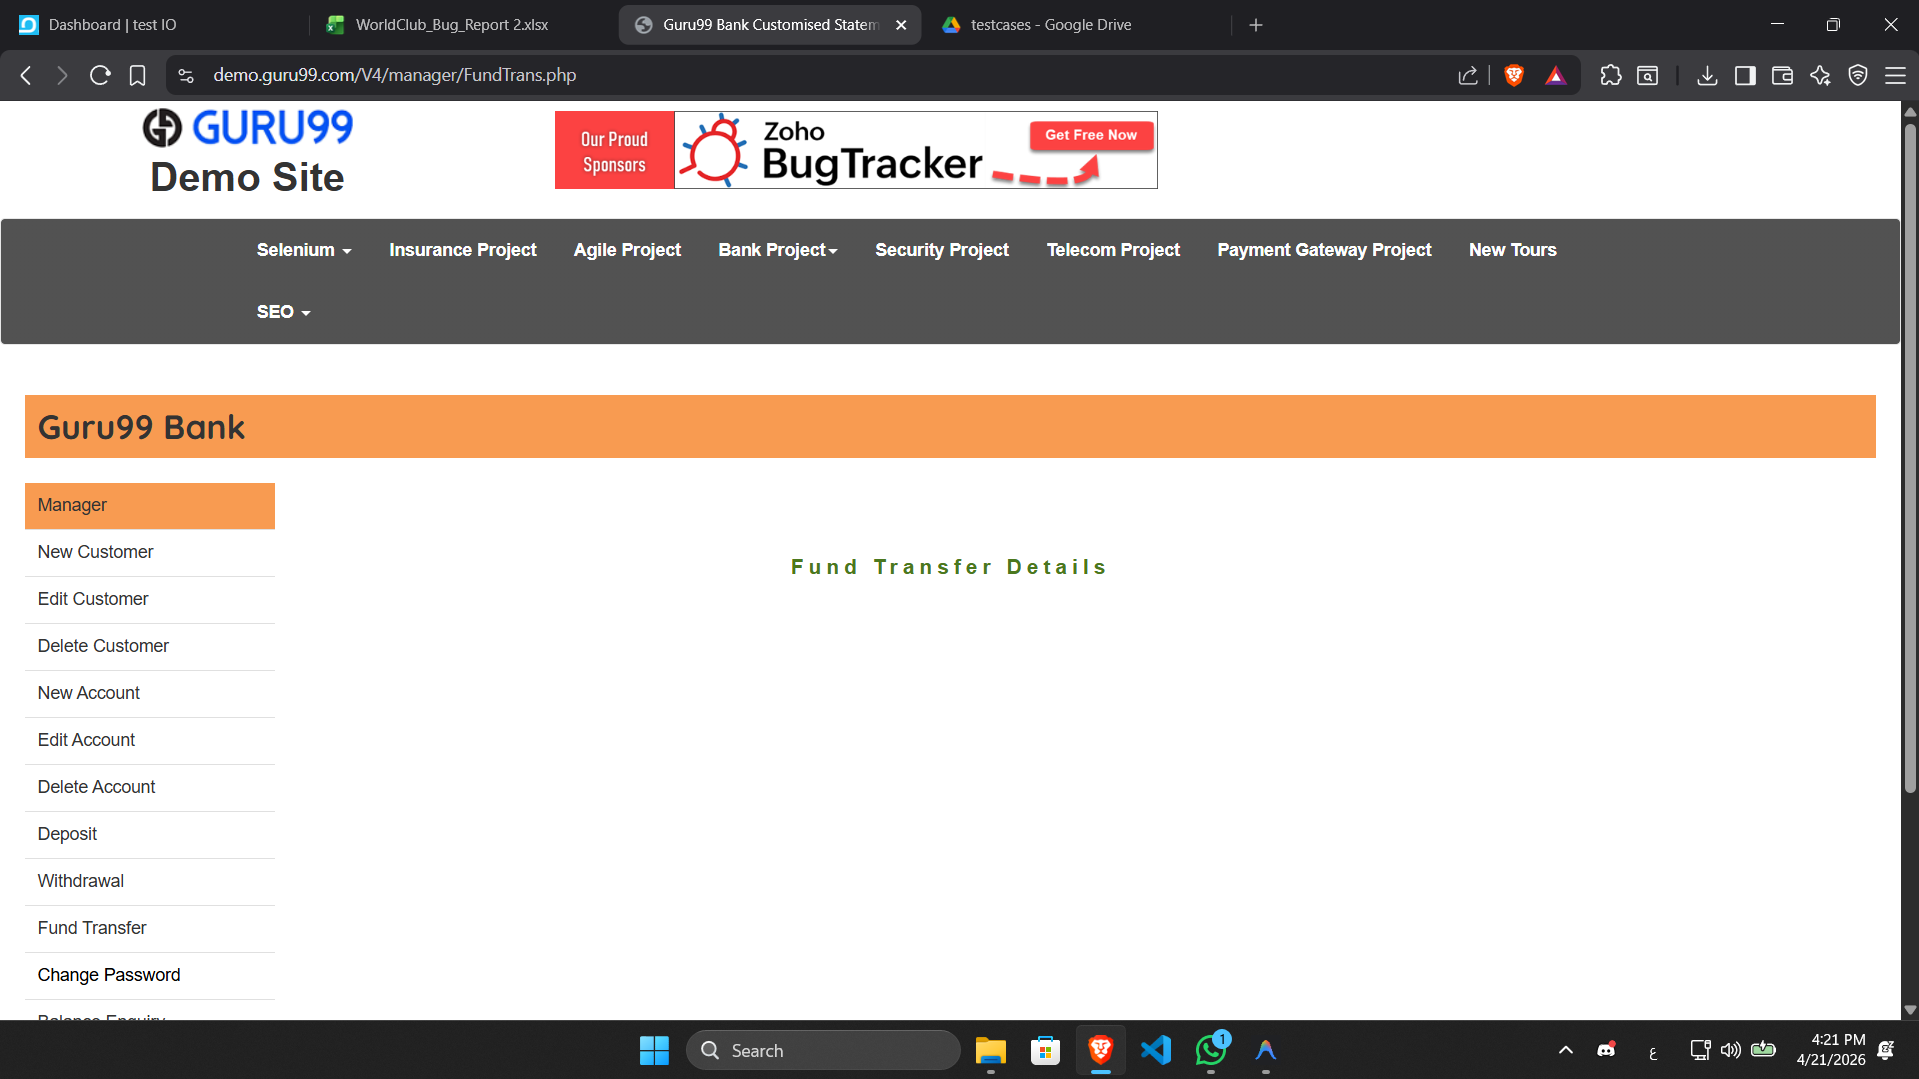 Dashboard | test IO
WorldClub_Bug_Report 2.xlsx
Guru99 Bank Customised Statem
testcases - Google Drive
demo.guru99.com/V4/manager/FundTrans.php
GURU99
Demo Site
Our Proud
Sponsors
Zoho
BugTracker
Get Free Now
Selenium
Insurance Project
Agile Project
Bank Project
Security Project
Telecom Project
Payment Gateway Project
New Tours
SEO
Guru99 Bank
Manager
New Customer
Edit Customer
Delete Customer
New Account
Edit Account
Delete Account
Deposit
Withdrawal
Fund Transfer
Change Password
Balance Enquiry
Fund Transfer Details
Search
1
ع
4:21 PM
4/21/2026